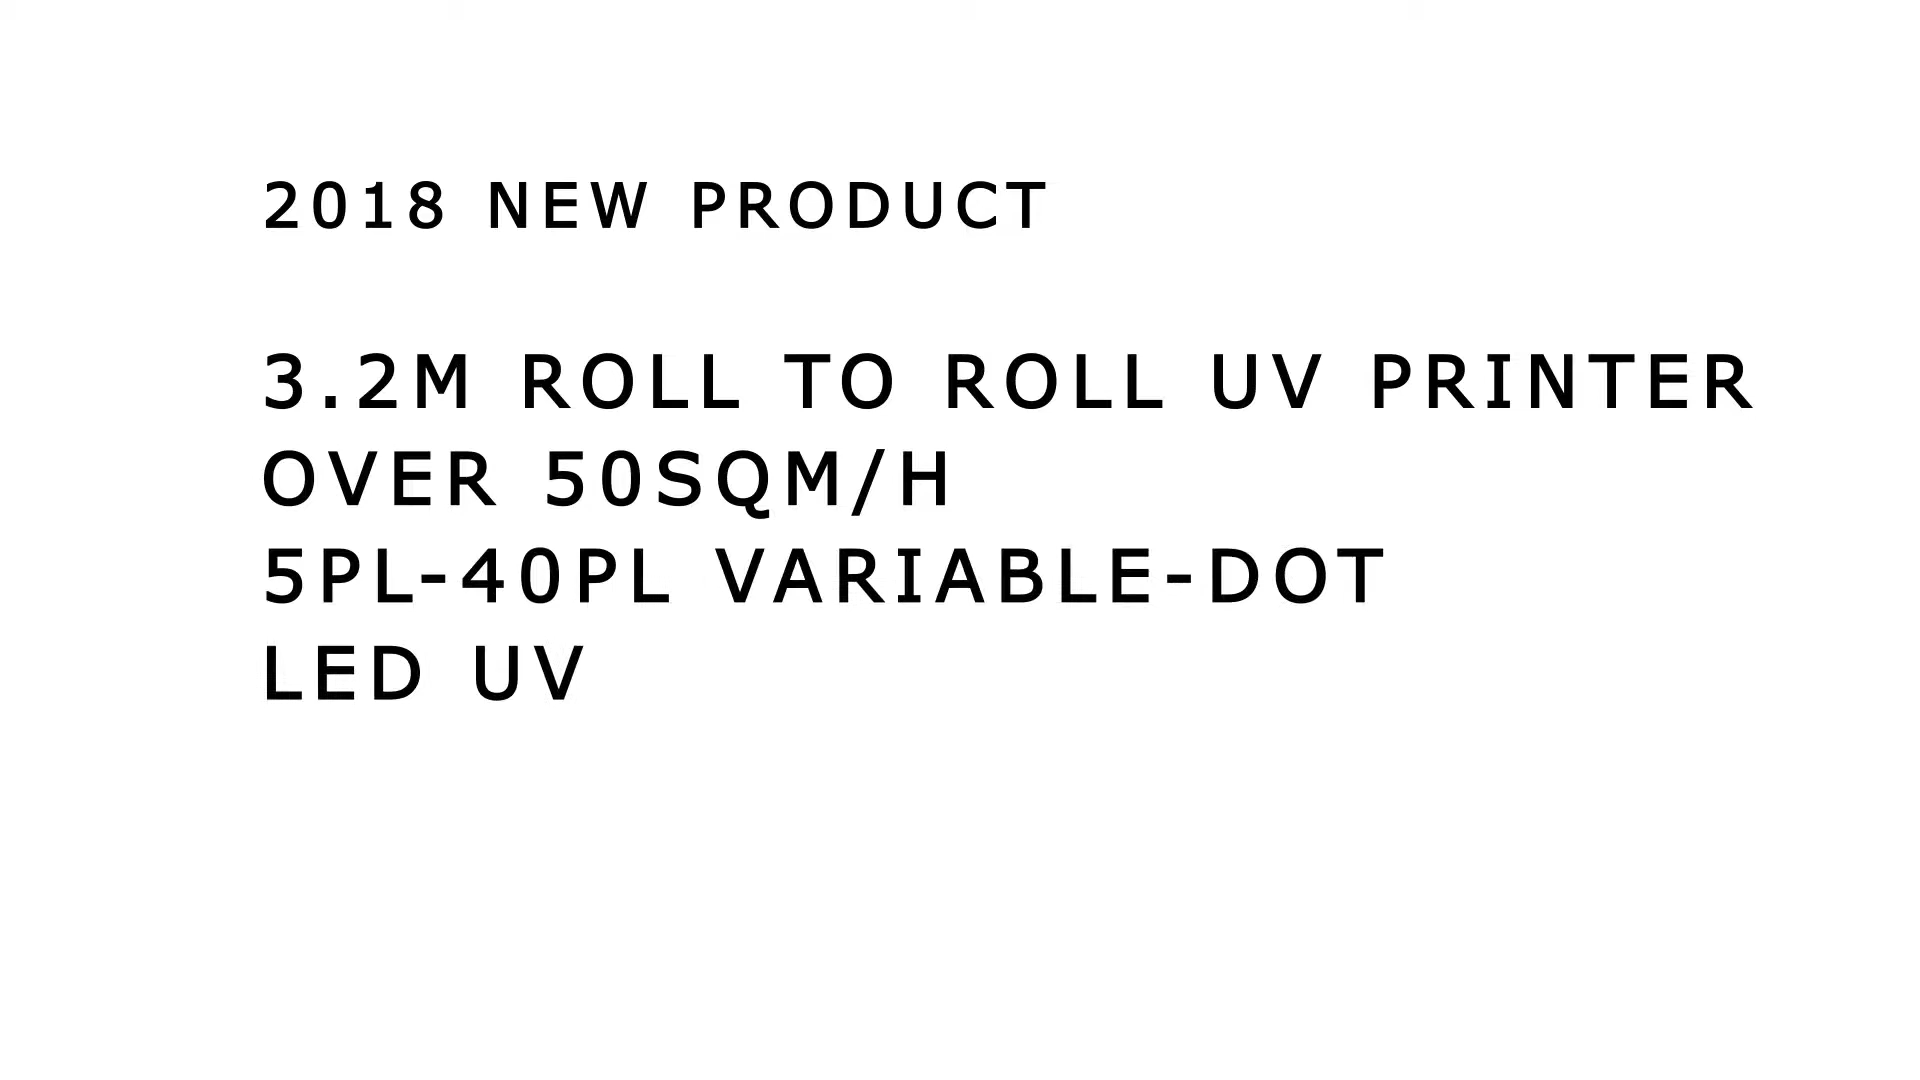 2018 NEW PRODUCT
3.2M ROLL TO ROLL UV PRINTER
OVER 50SQM/H
5PL-40PL VARIABLE-DOT
LED UV